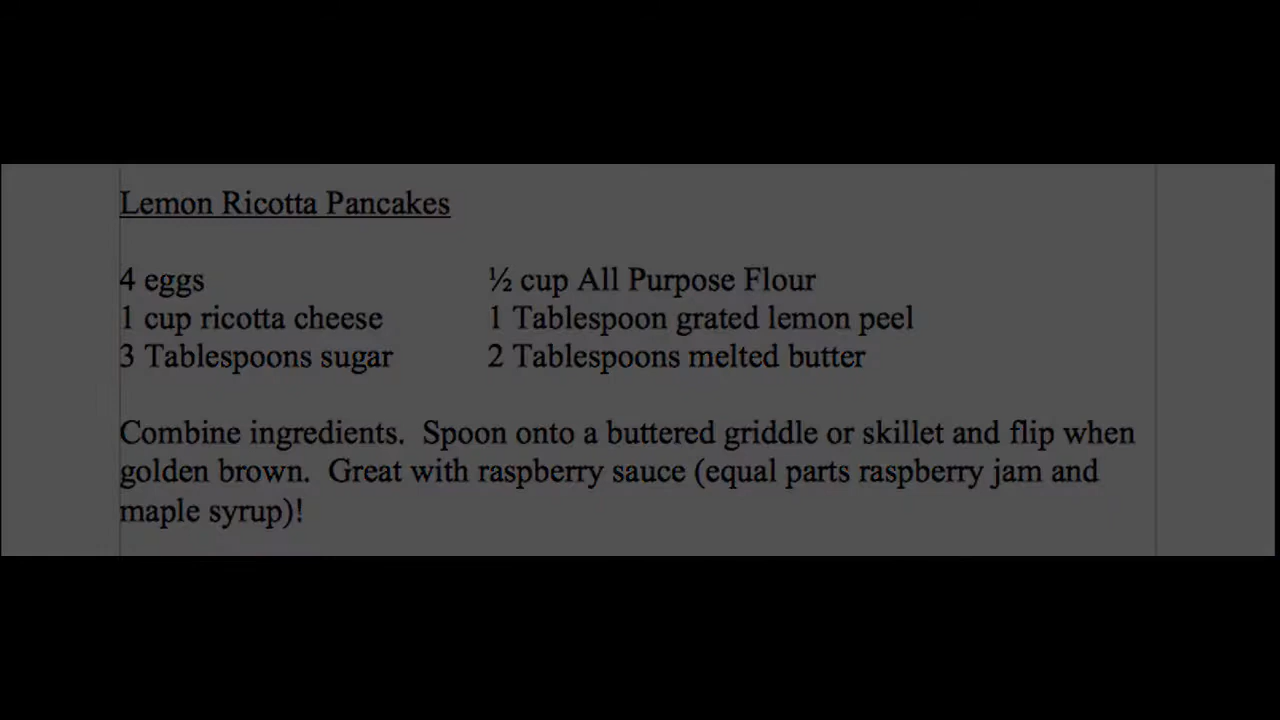 Lemon Ricotta Pancakes
4 eggs ½ cup All Purpose Flour
1 cup ricotta cheese 1 Tablespoon grated lemon peel
3 Tablespoons sugar 2 Tablespoons melted butter
Combine ingredients.  Spoon onto a buttered griddle or skillet and flip when
golden brown.  Great with raspberry sauce (equal parts raspberry jam and
maple syrup)!